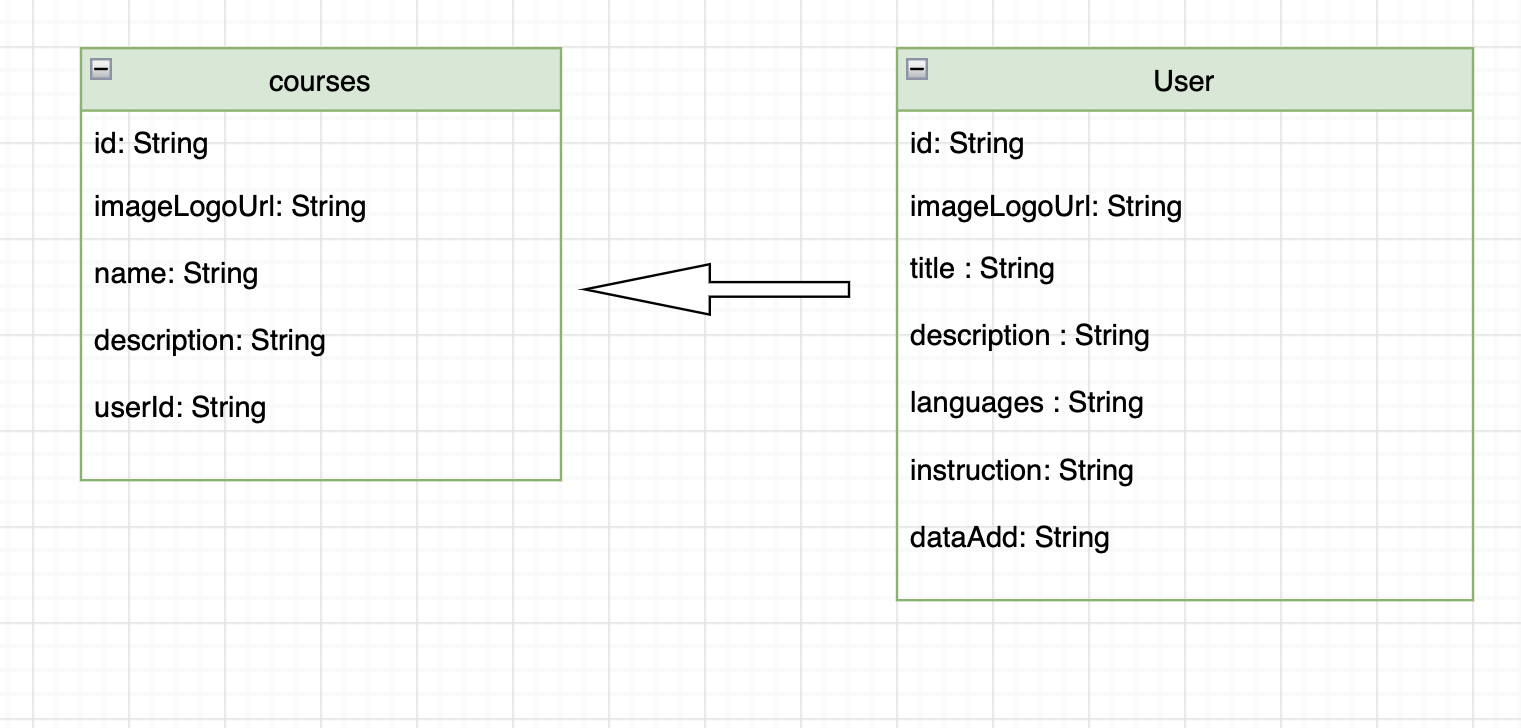 courses
id: String
imageLogoUrl: String
name: String
description: String
userId: String
User
id: String
imageLogoUrl: String
title : String
description : String
languages : String
instruction: String
dataAdd: String